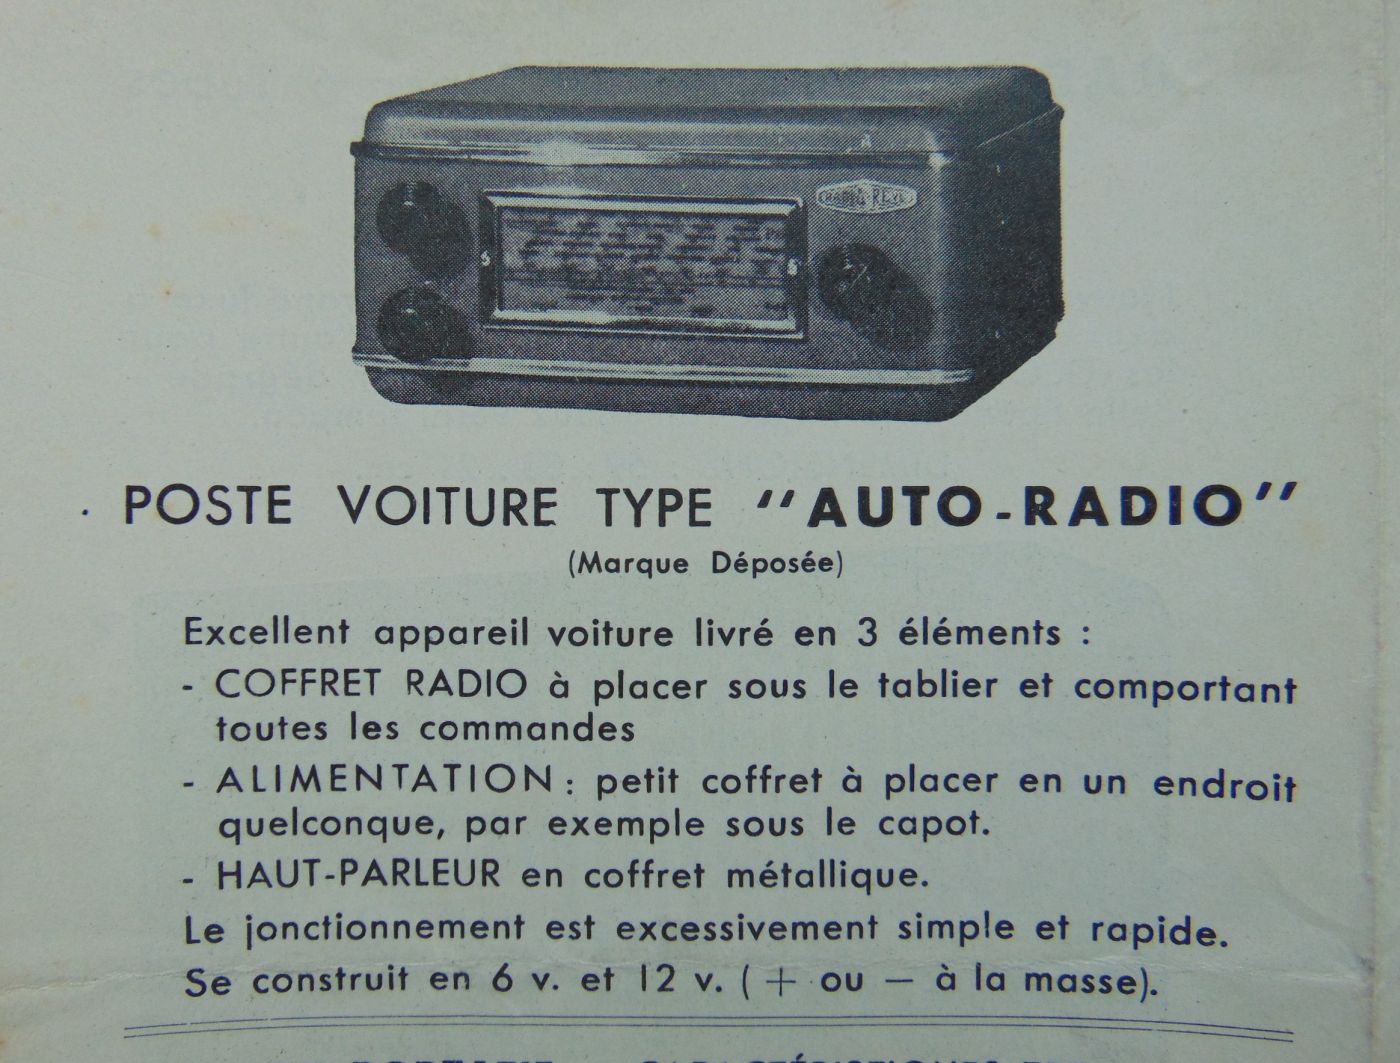 POSTE VOITURE TYPE "AUTO-RADIO"
(Marque Déposée)
Excellent appareil voiture livré en 3 éléments :
- COFFRET RADIO à placer sous le tablier et comportant
toutes les commandes
- ALIMENTATION : petit coffret à placer en un endroit
quelconque, par exemple sous le capot.
- HAUT-PARLEUR en coffret métallique.
Le jonctionnement est excessivement simple et rapide.
Se construit en 6 v. et 12 v. ( + ou — à la masse).